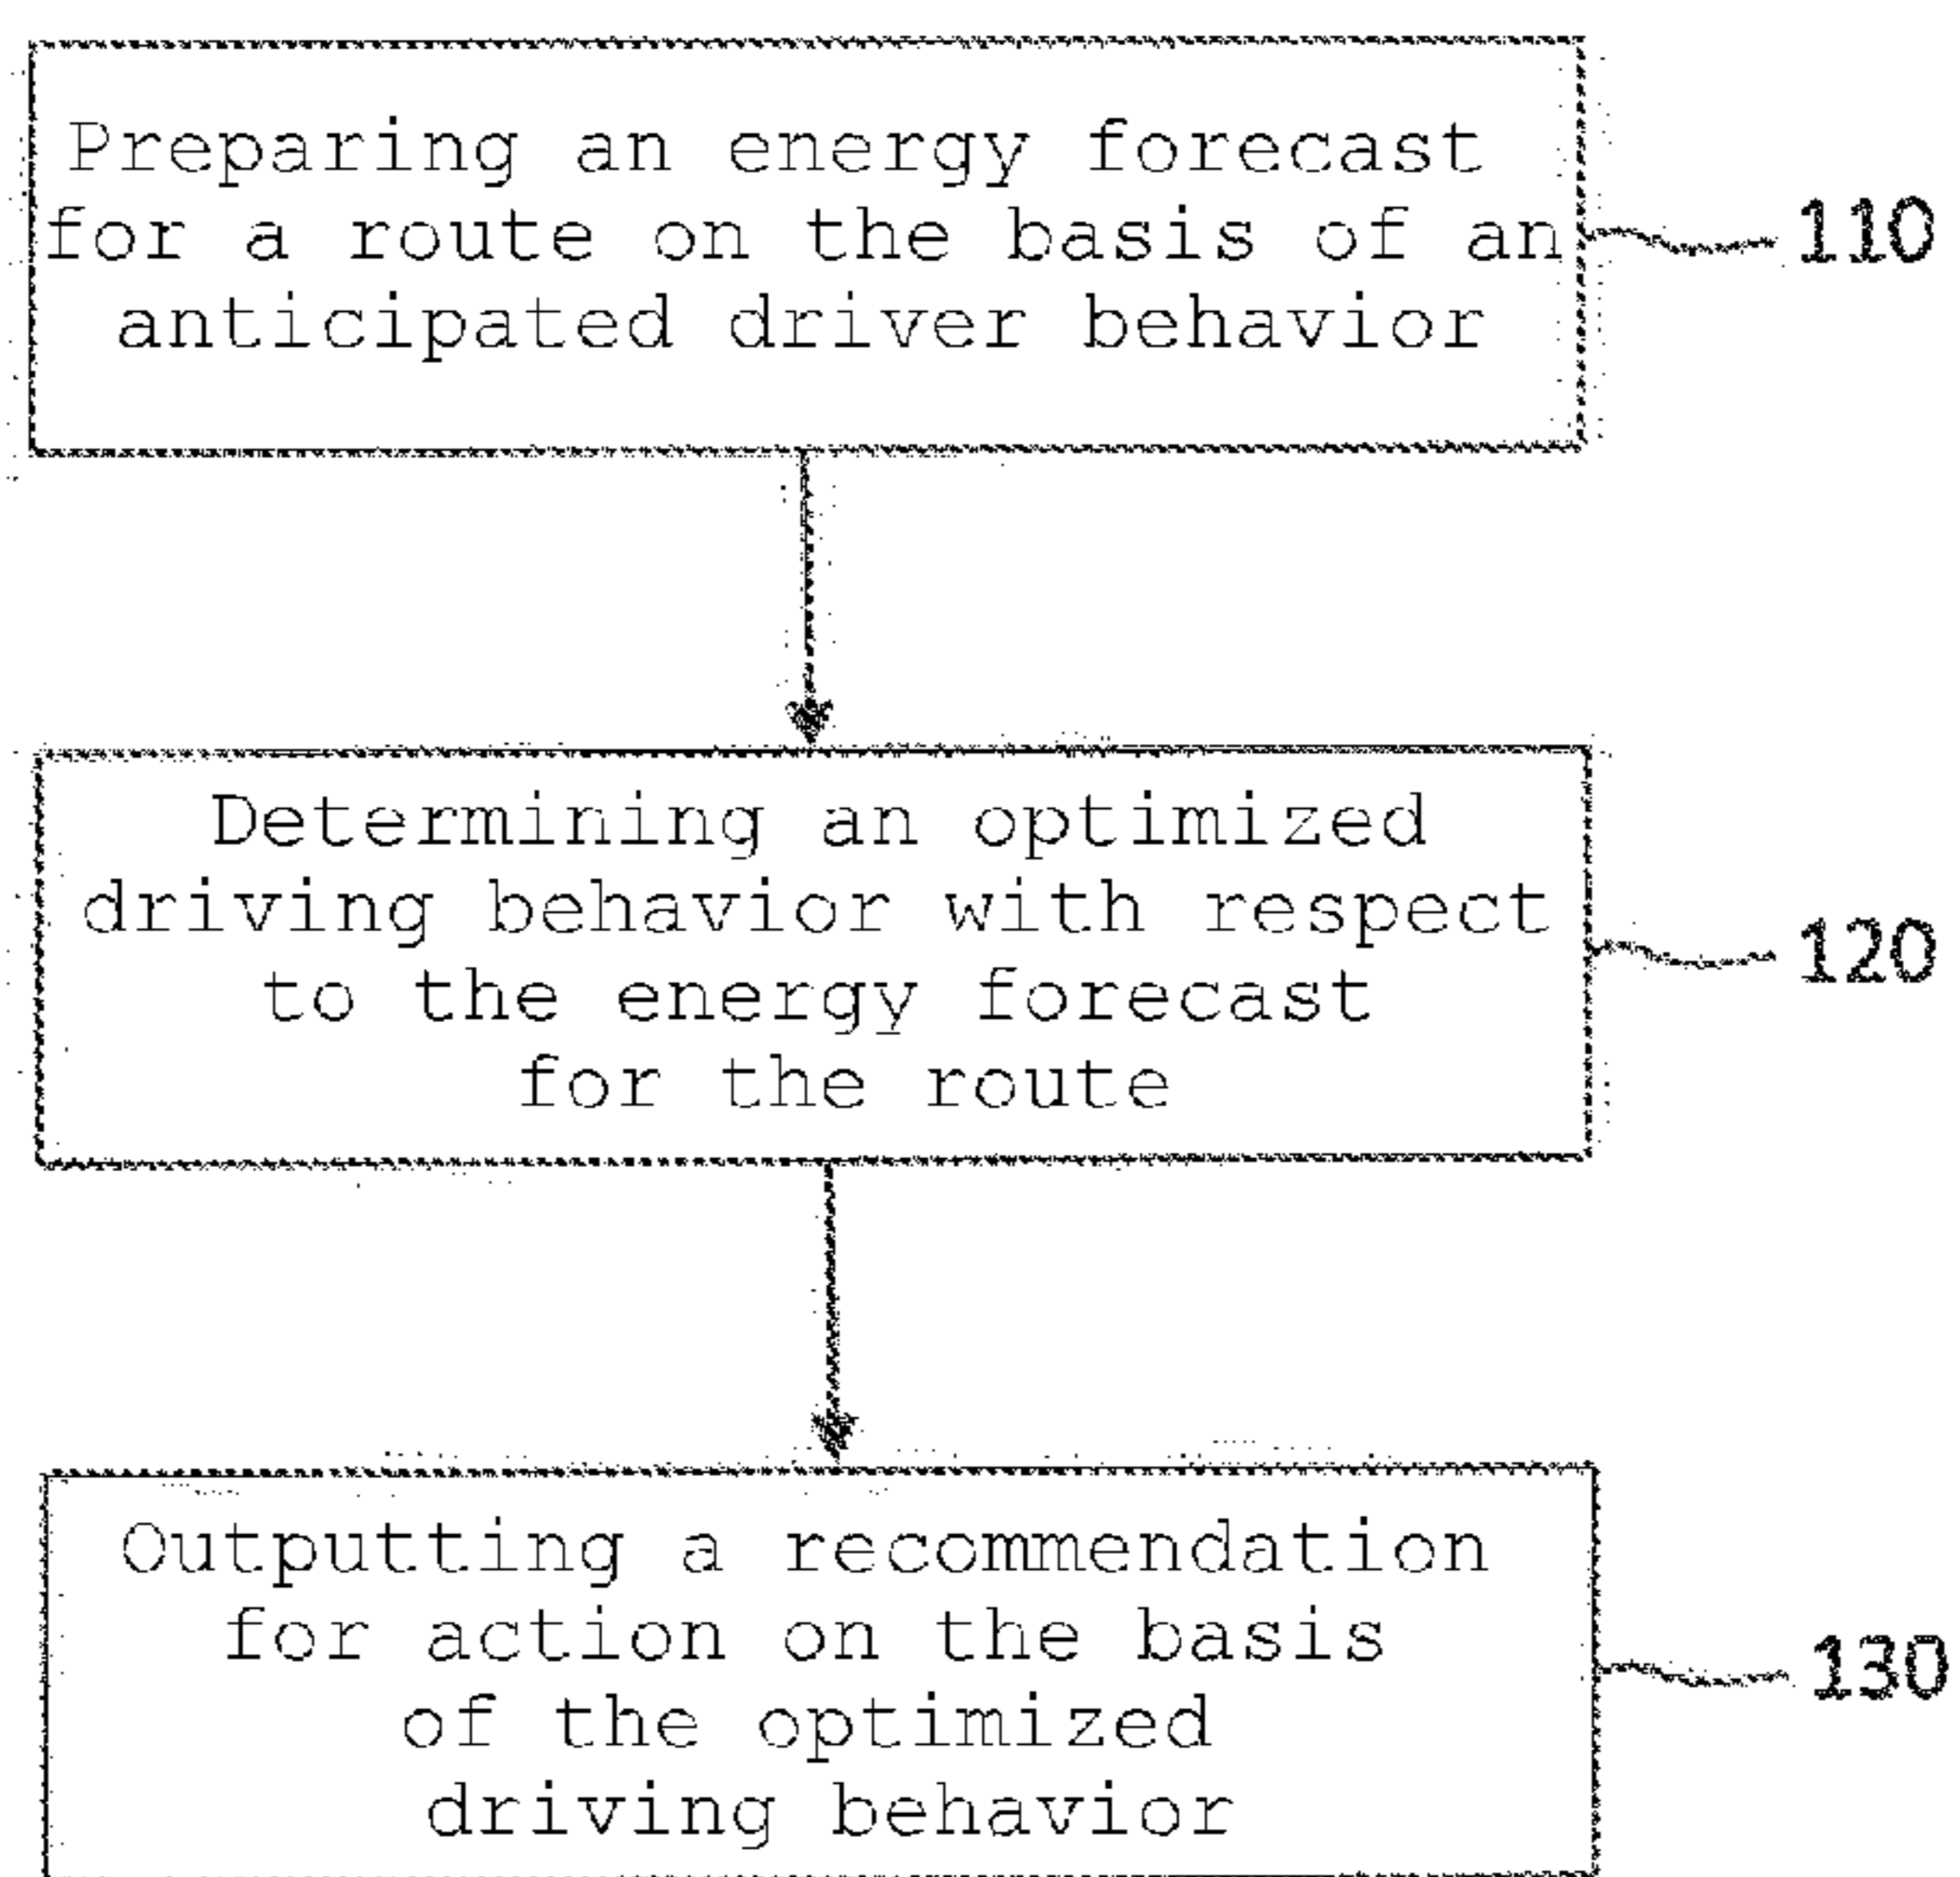 Preparing an energy forecast
for a route on the basis of an
anticipated driver behavior
110
Determining an optimized
driving behavior with respect
to the energy forecast
for the route
120
Outputting a recommendation
for action on the basis
of the optimized
driving behavior
130